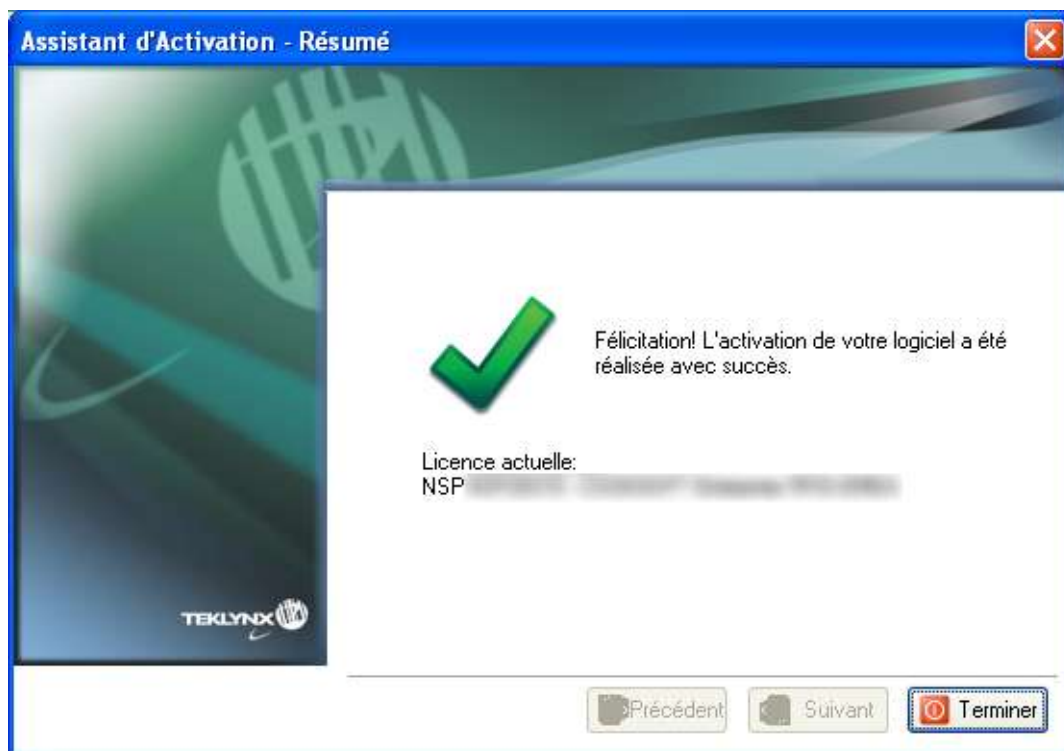 Assistant d'Activation - Résumé
Félicitation! L'activation de votre logiciel a été
réalisée avec succès.
Licence actuelle:
NSP
TEKLYNX
Précédent
Suivant
Terminer